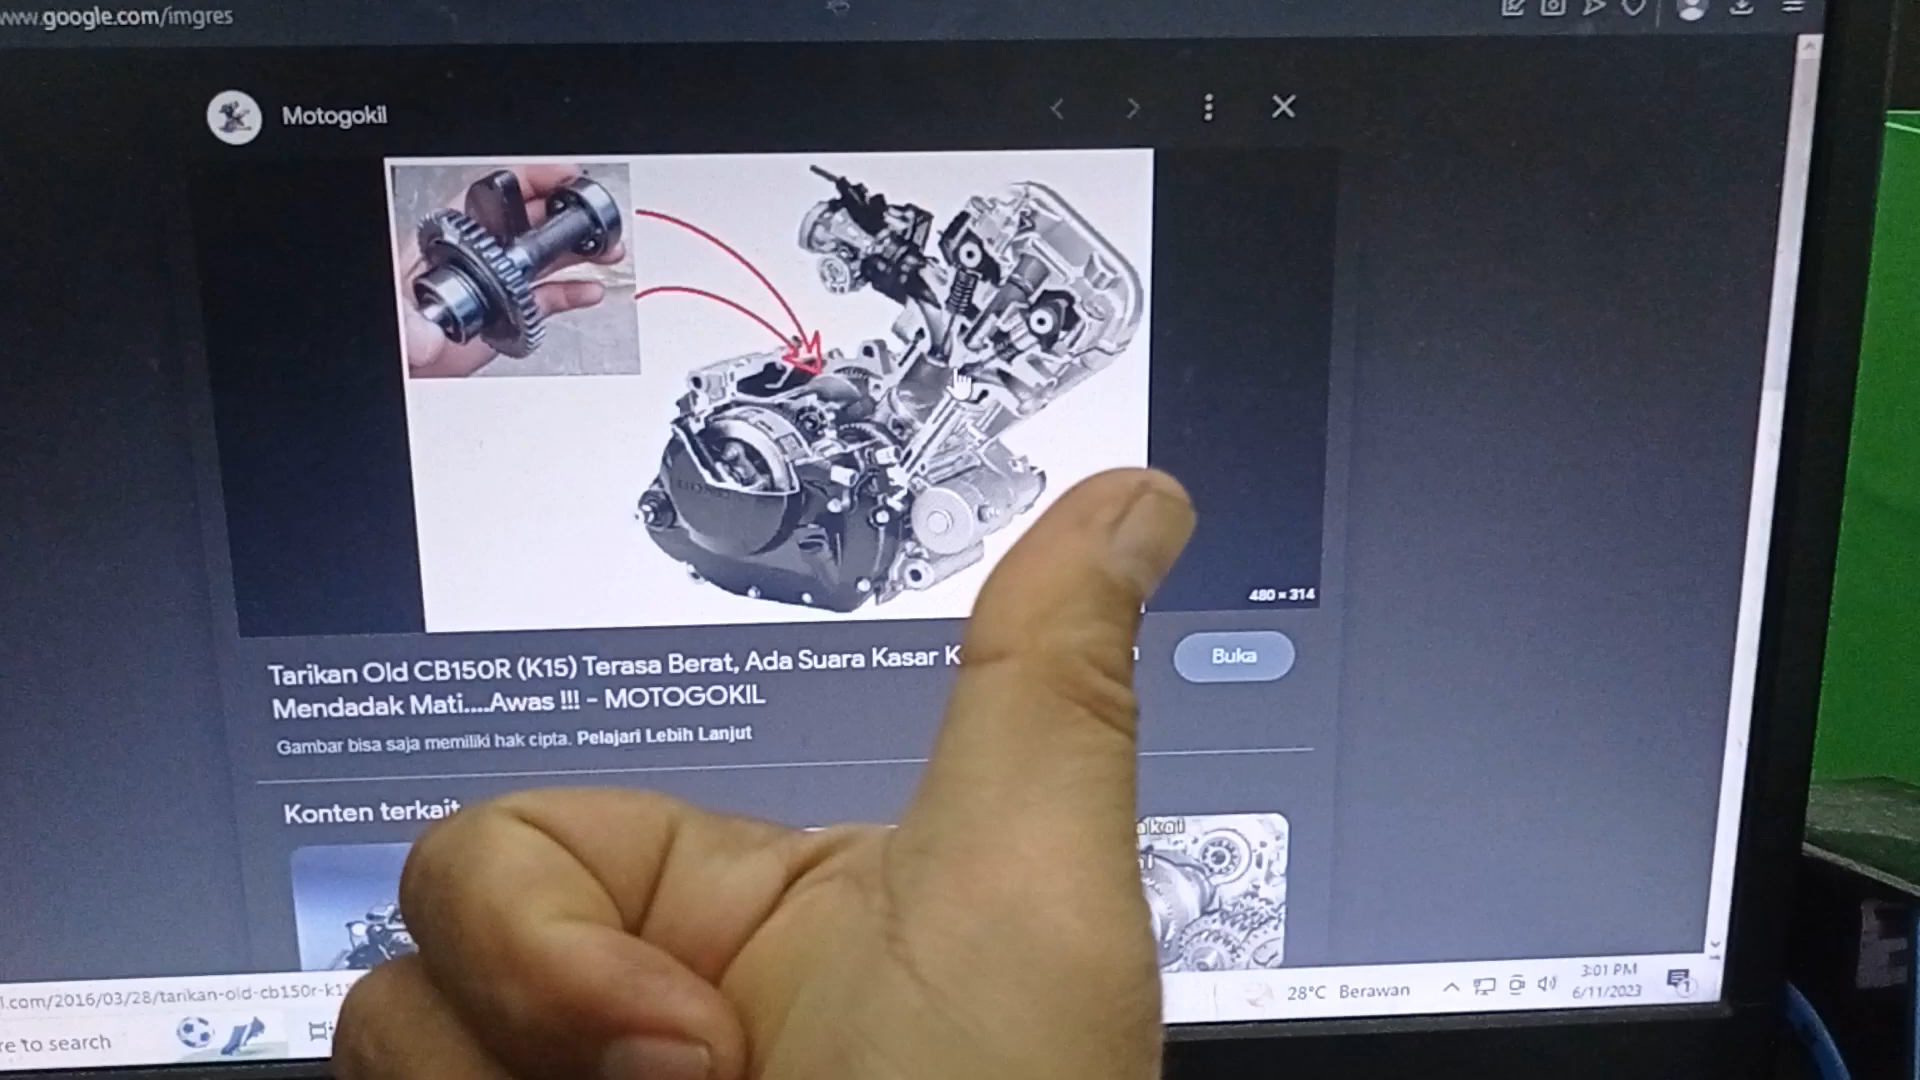 www.google.com/imgres
Motogokil
480 × 314
Tarikan Old CB150R (K15) Terasa Berat, Ada Suara Kasar K
Mendadak Mati....Awas !!! - MOTOGOKIL
Buka
Gambar bisa saja memiliki hak cipta. Pelajari Lebih Lanjut
Konten terkait
akai
.com/2016/03/28/tarikan-old-cb150r-k1
28°C Berawan
3:01 PM
6/11/2023
1
re to search